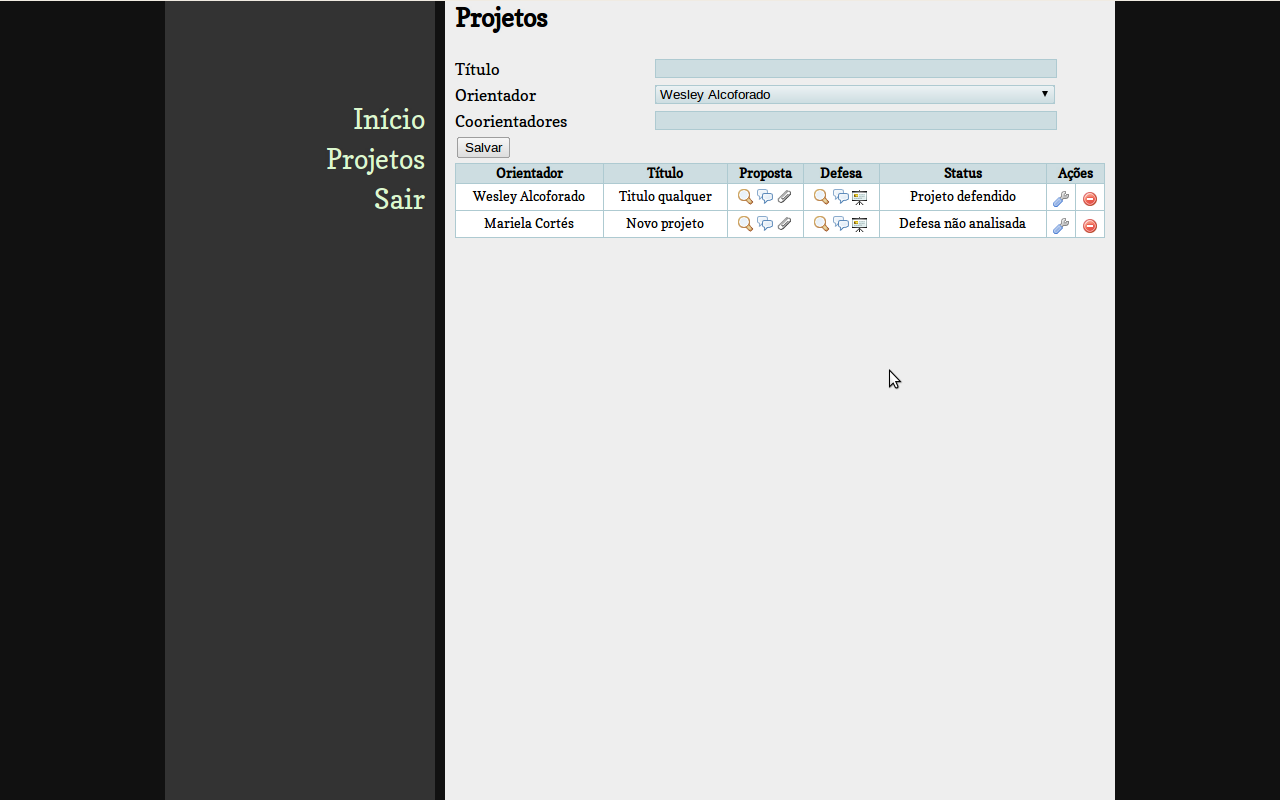 Projetos
Início
Projetos
Sair
Título
Orientador Wesley Alcoforado
Coorientadores
Salvar
Orientador Título Proposta Defesa Status Ações
Wesley Alcoforado Titulo qualquer Projeto defendido
Mariela Cortés Novo projeto Defesa não analisada